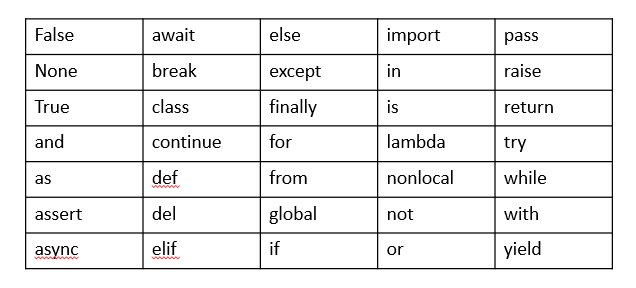 False await else import pass
None break except in raise
True class finally is return
and continue for lambda try
as def from nonlocal while
assert del global not with
async elif if or yield